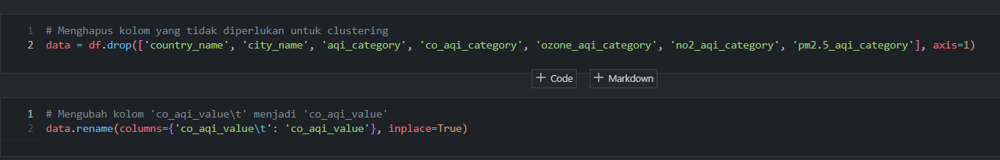 1 # Menghapus kolom yang tidak diperlukan untuk clustering
2 data = df.drop(['country_name', 'city_name', 'aqi_category', 'co_aqi_category', 'ozone_aqi_category', 'no2_aqi_category', 'pm2.5_aqi_category'], axis=1)
+ Code + Markdown
1 # Mengubah kolom 'co_aqi_value\t' menjadi 'co_aqi_value'
2 data.rename(columns={'co_aqi_value\t': 'co_aqi_value'}, inplace=True)